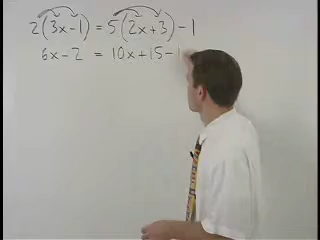 2(3x-1) = 5(2x+3)-1
6x-2 = 10x+15-1